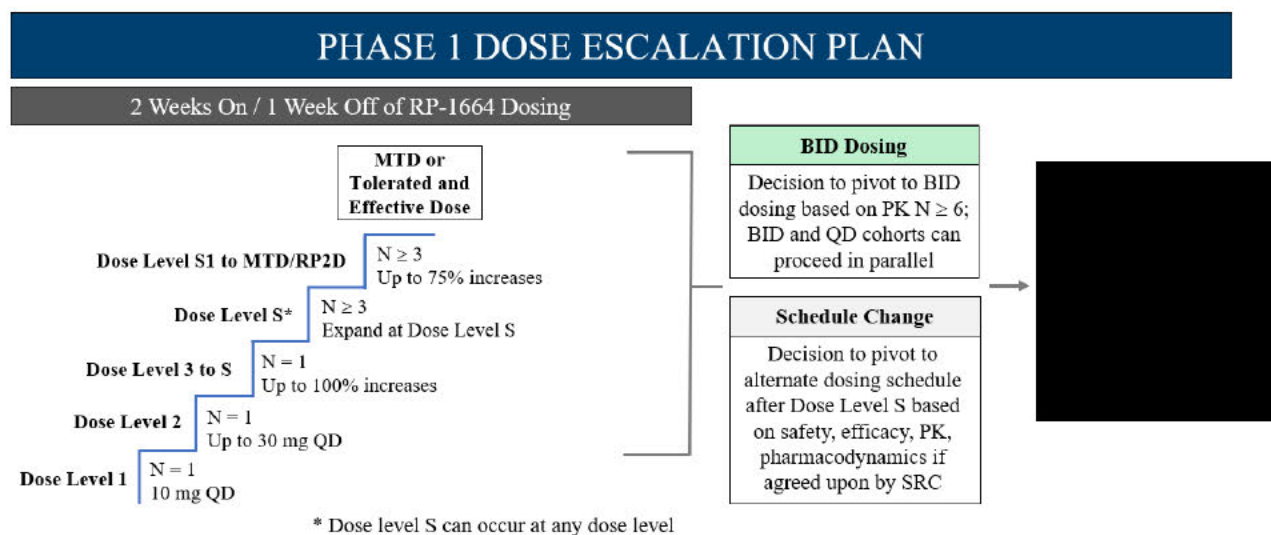 PHASE 1 DOSE ESCALATION PLAN
2 Weeks On / 1 Week Off of RP-1664 Dosing
MTD or
Tolerated and
Effective Dose
Dose Level S1 to MTD/RP2D
N ≥ 3
Up to 75% increases
Dose Level S*
N ≥ 3
Expand at Dose Level S
Dose Level 3 to S
N = 1
Up to 100% increases
Dose Level 2
N = 1
Up to 30 mg QD
Dose Level 1
N = 1
10 mg QD
* Dose level S can occur at any dose level
BID Dosing
Decision to pivot to BID
dosing based on PK N ≥ 6;
BID and QD cohorts can
proceed in parallel
Schedule Change
Decision to pivot to
alternate dosing schedule
after Dose Level S based
on safety, efficacy, PK,
pharmacodynamics if
agreed upon by SRC